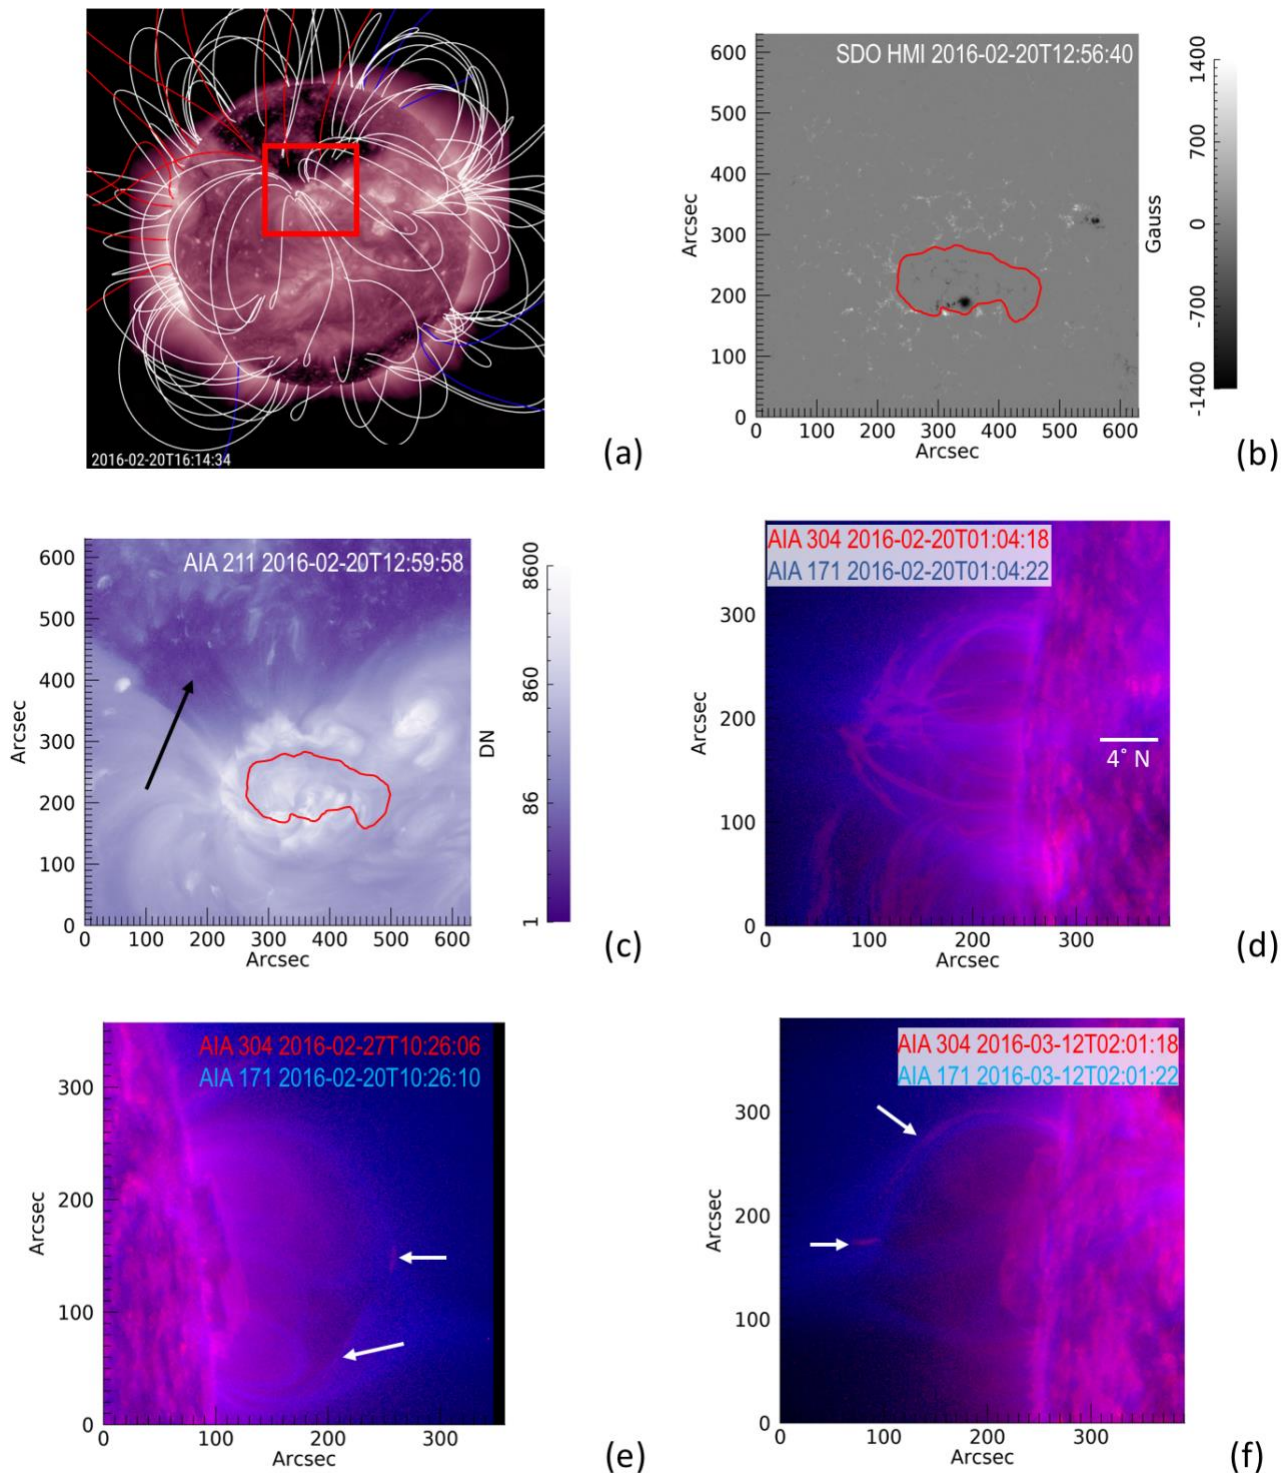 2016-02-20T16:14:34
(a)
SDO HMI 2016-02-20T12:56:40
600
500
400
300
200
100
0
Arcsec
0 100 200 300 400 500 600
Arcsec
1400
700
0
-700
-1400
Gauss
(b)
AIA 211 2016-02-20T12:59:58
600
500
400
300
200
100
0
Arcsec
0 100 200 300 400 500 600
Arcsec
8600
860
86
1
DN
(c)
AIA 304 2016-02-20T01:04:18
AIA 171 2016-02-20T01:04:22
4° N
300
200
100
0
Arcsec
0 100 200 300
Arcsec
(d)
AIA 304 2016-02-27T10:26:06
AIA 171 2016-02-20T10:26:10
300
200
100
0
Arcsec
0 100 200 300
Arcsec
(e)
AIA 304 2016-03-12T02:01:18
AIA 171 2016-03-12T02:01:22
300
200
100
0
Arcsec
0 100 200 300
Arcsec
(f)